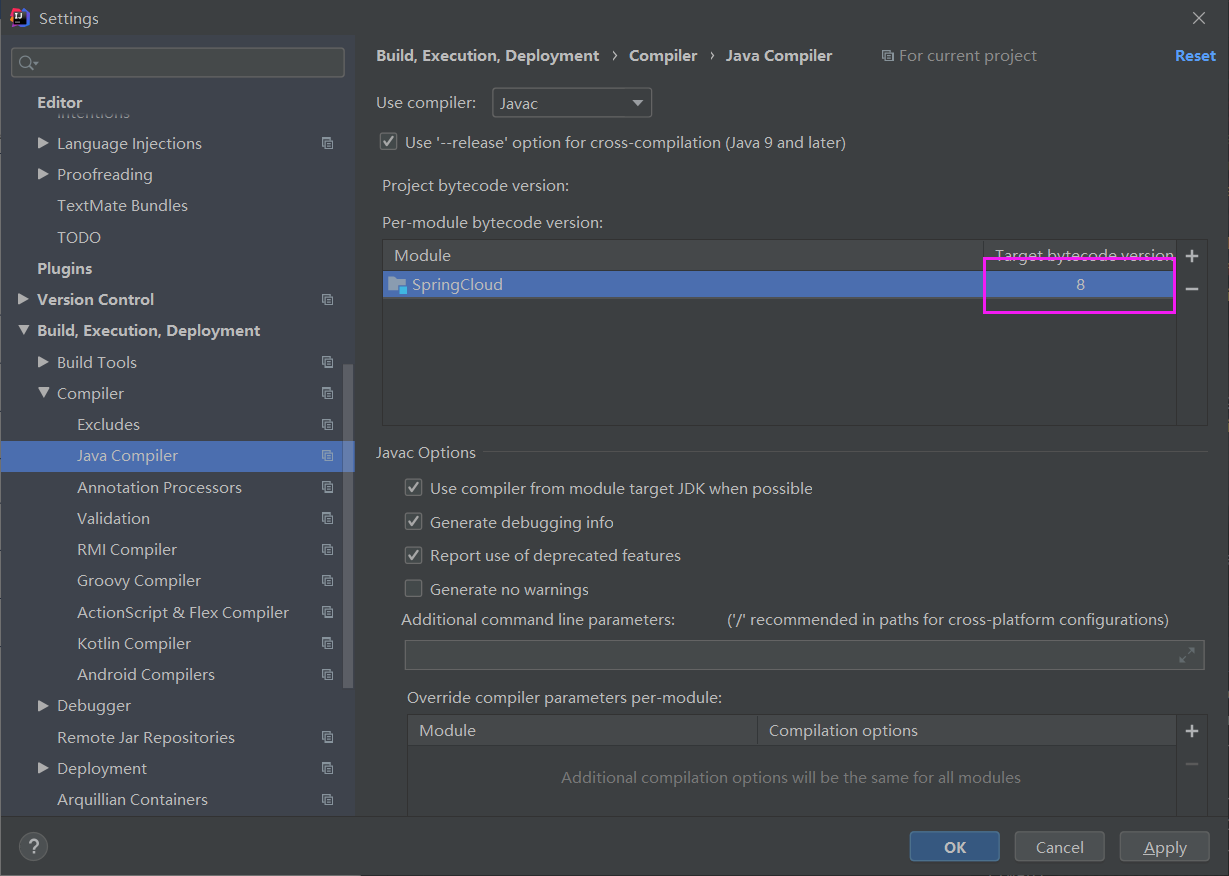 Settings
Editor
Intentions
Language Injections
Proofreading
TextMate Bundles
TODO
Plugins
Version Control
Build, Execution, Deployment
Build Tools
Compiler
Excludes
Java Compiler
Annotation Processors
Validation
RMI Compiler
Groovy Compiler
ActionScript & Flex Compiler
Kotlin Compiler
Android Compilers
Debugger
Remote Jar Repositories
Deployment
Arquillian Containers
Build, Execution, Deployment › Compiler › Java Compiler For current project Reset
Use compiler: Javac
Use '--release' option for cross-compilation (Java 9 and later)
Project bytecode version:
Per-module bytecode version:
Module Target bytecode version
SpringCloud 8
Javac Options
Use compiler from module target JDK when possible
Generate debugging info
Report use of deprecated features
Generate no warnings
Additional command line parameters: ('/' recommended in paths for cross-platform configurations)
Override compiler parameters per-module:
Module Compilation options
Additional compilation options will be the same for all modules
? OK Cancel Apply